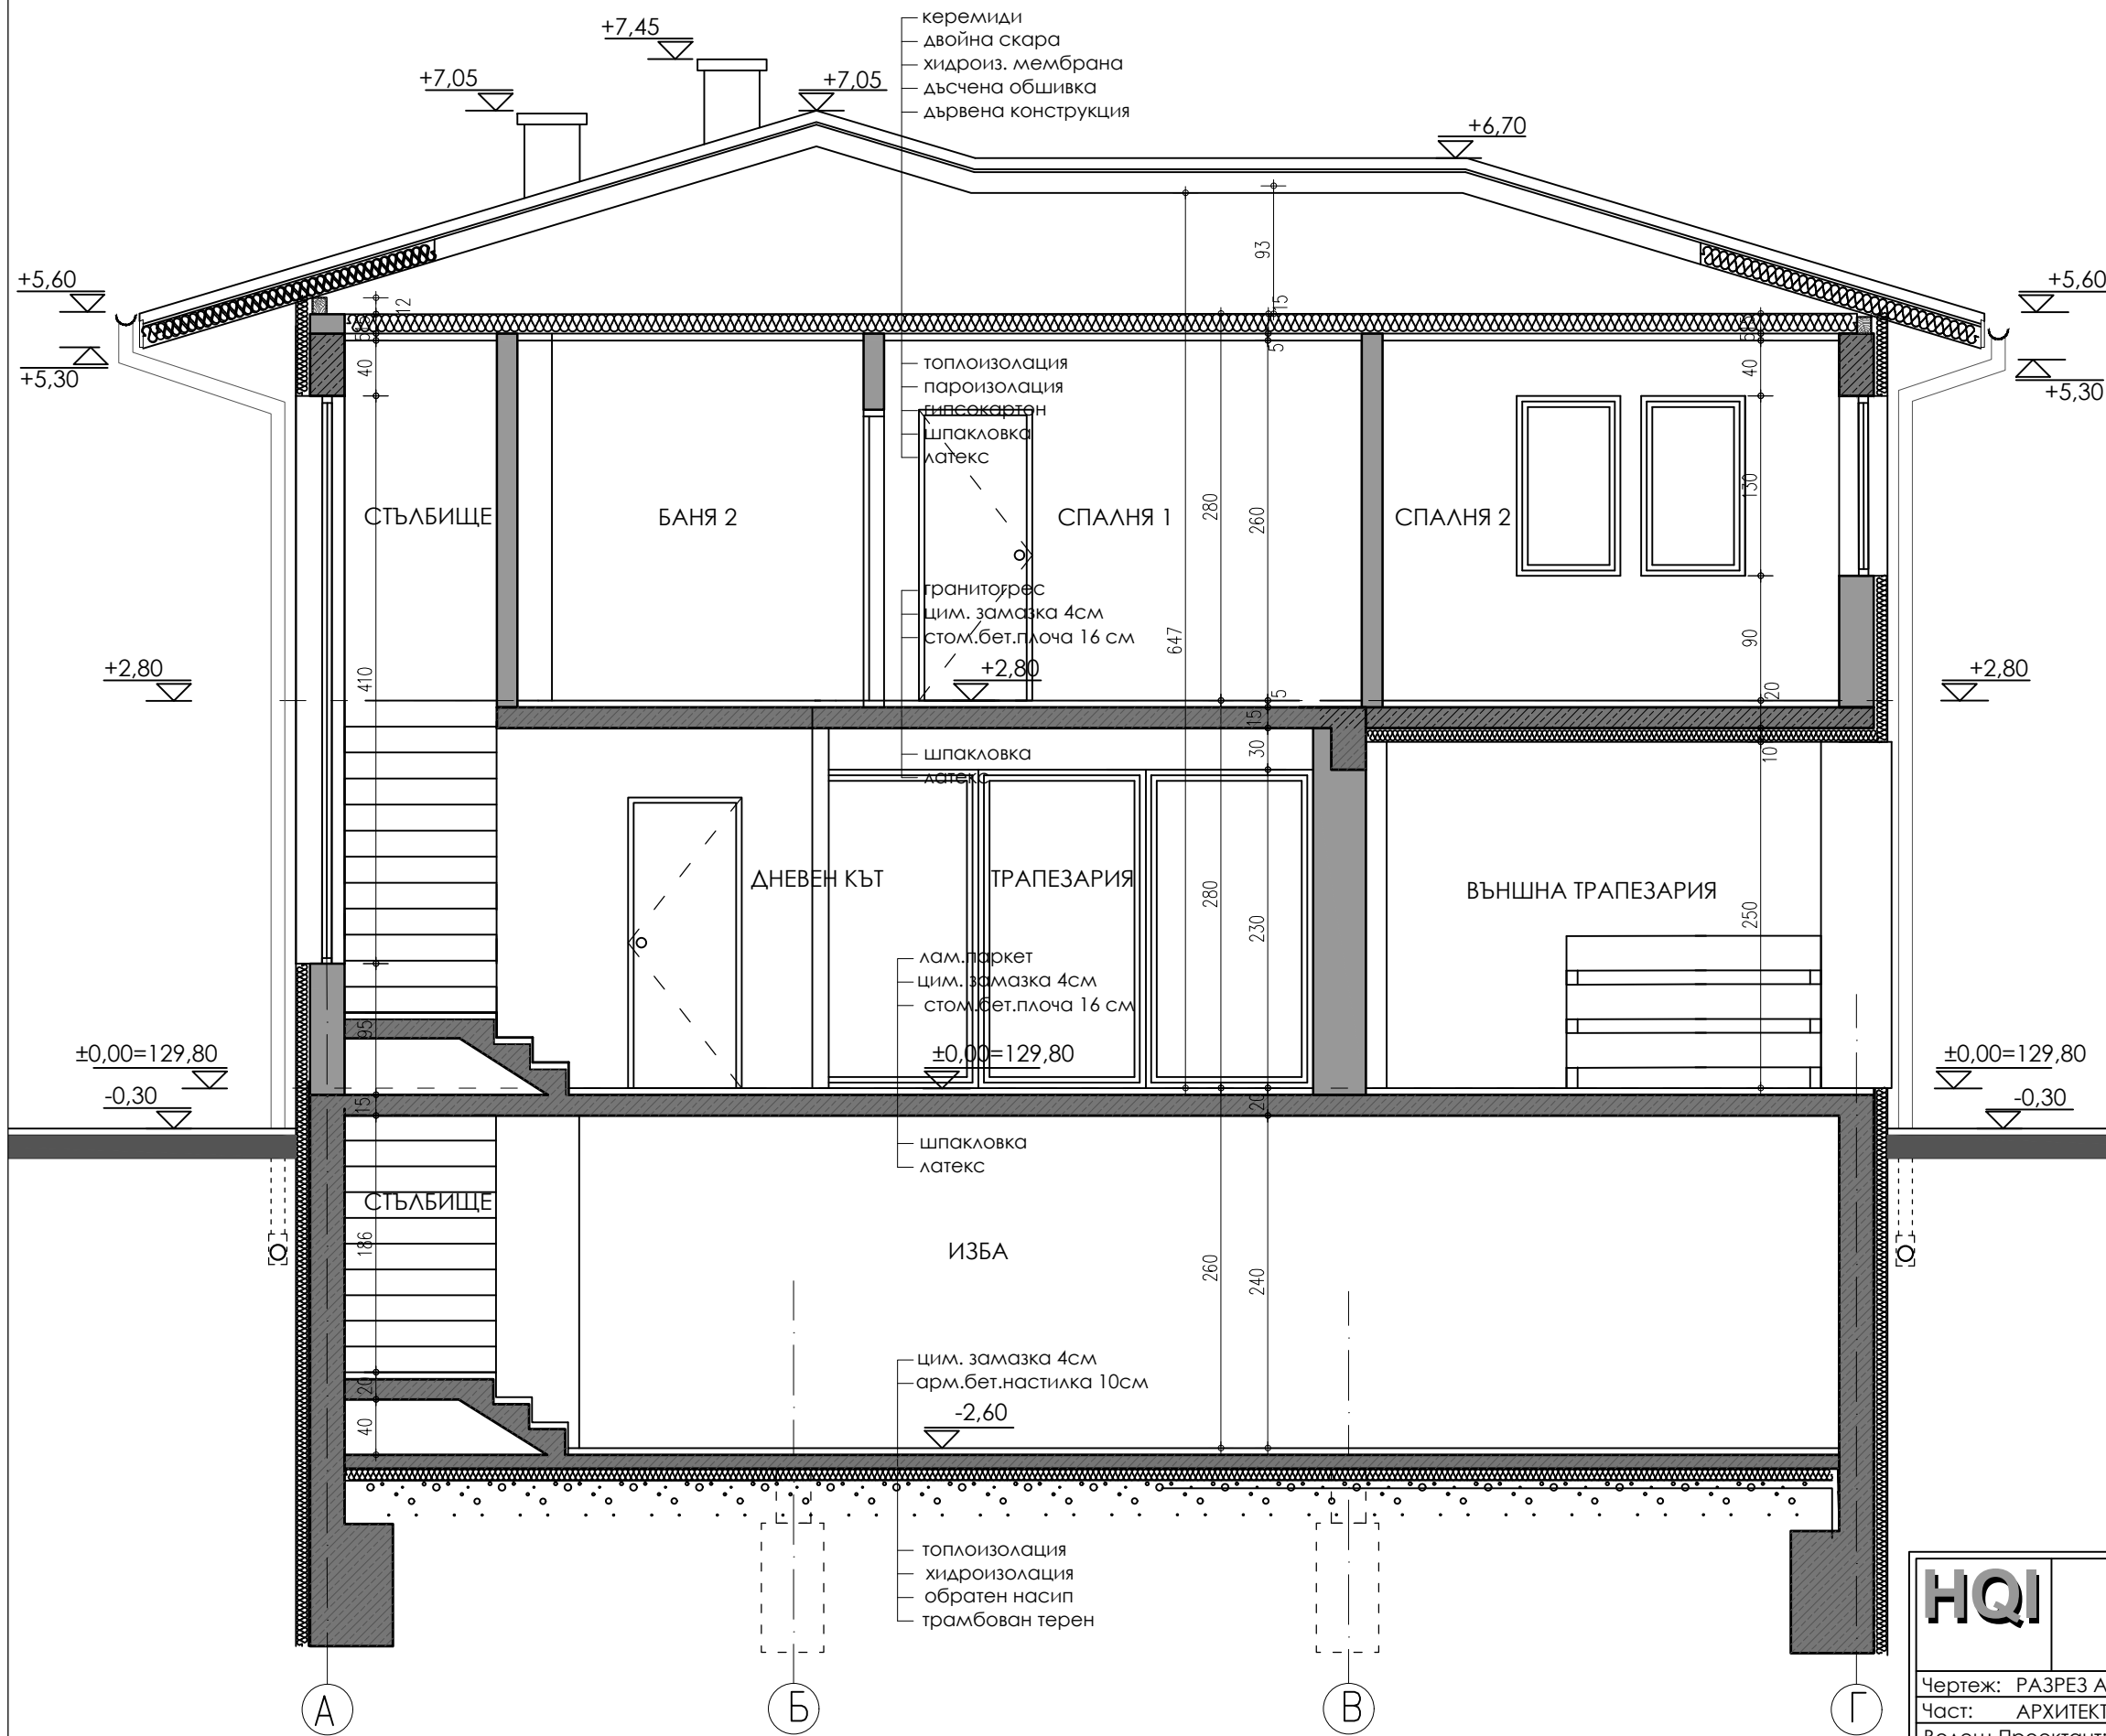 +7,45
+7,05
+7,05
керемиди
двойна скара
хидроиз. мембрана
дъсчена обшивка
дървена конструкция
+6,70
93
15
12
+5,60
+5,60
+5,30
+5,30
55
40
5
55
40
топлоизолация
пароизолация
гипсокартон
шпакловка
латекс
СТЪЛБИЩЕ
БАНЯ 2
СПАЛНЯ 1
СПАЛНЯ 2
280
260
130
гранитогрес
цим. замазка 4см
стом.бет.плоча 16 см
647
90
410
+2,80
+2,80
+2,80
5
20
15
30
10
шпакловка
латекс
ДНЕВЕН КЪТ
ТРАПЕЗАРИЯ
ВЪНШНА ТРАПЕЗАРИЯ
280
230
250
лам.паркет
цим. замазка 4см
стом.бет.плоча 16 см
95
±0,00=129,80
±0,00=129,80
±0,00=129,80
-0,30
-0,30
15
20
шпакловка
латекс
СТЪЛБИЩЕ
186
ИЗБА
260
240
цим. замазка 4см
арм.бет.настилка 10см
-2,60
20
40
топлоизолация
хидроизолация
обратен насип
трамбован терен
HQI
Чертеж: РАЗРЕЗ А
Част: АРХИТЕКТ
А
Б
В
Г